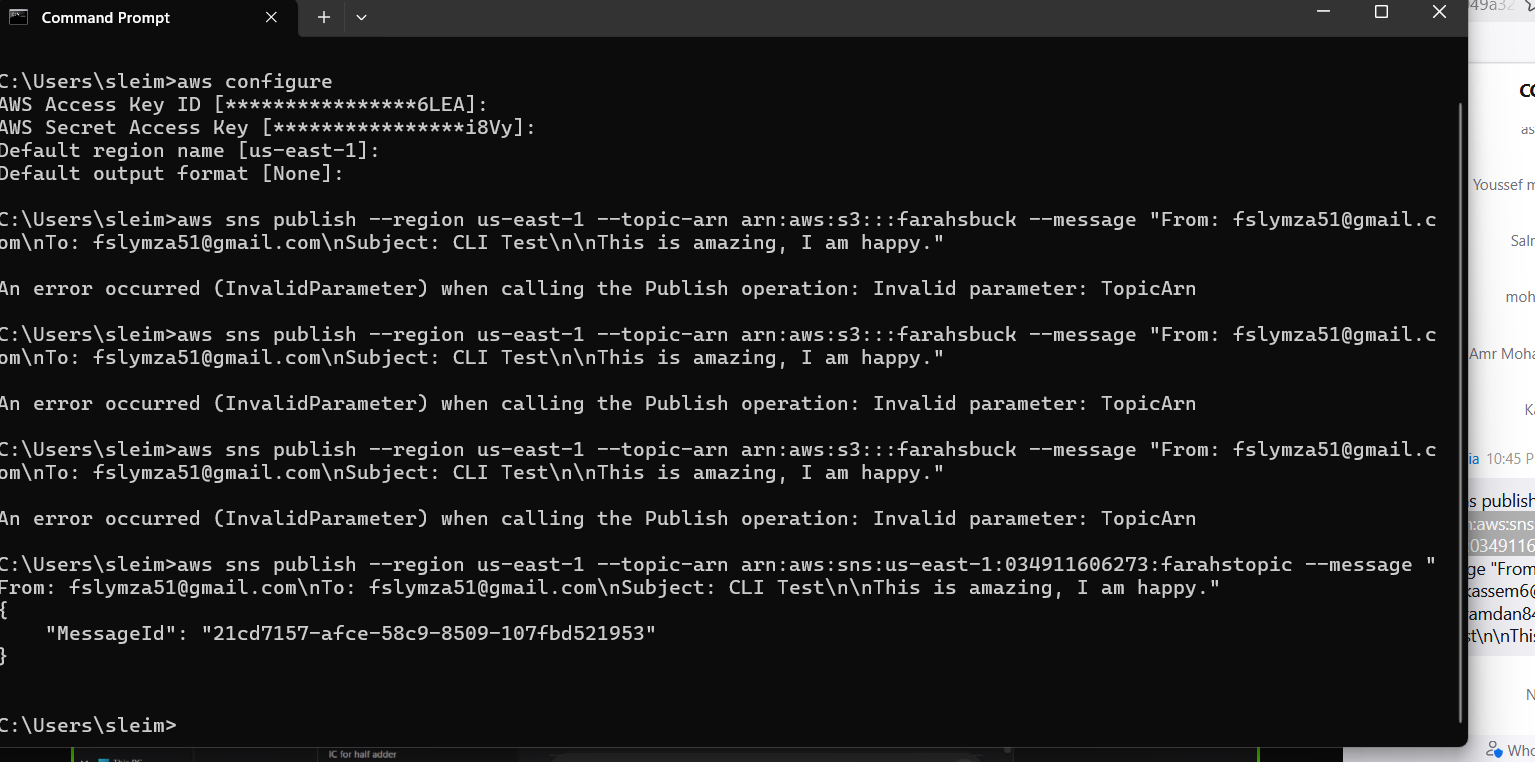 Command Prompt
C:\Users\sleim>aws configure
AWS Access Key ID [****************6LEA]:
AWS Secret Access Key [****************i8Vy]:
Default region name [us-east-1]:
Default output format [None]:
C:\Users\sleim>aws sns publish --region us-east-1 --topic-arn arn:aws:s3:::farahsbuck --message "From: fslymza51@gmail.c
om\nTo: fslymza51@gmail.com\nSubject: CLI Test\n\nThis is amazing, I am happy."
An error occurred (InvalidParameter) when calling the Publish operation: Invalid parameter: TopicArn
C:\Users\sleim>aws sns publish --region us-east-1 --topic-arn arn:aws:s3:::farahsbuck --message "From: fslymza51@gmail.c
om\nTo: fslymza51@gmail.com\nSubject: CLI Test\n\nThis is amazing, I am happy."
An error occurred (InvalidParameter) when calling the Publish operation: Invalid parameter: TopicArn
C:\Users\sleim>aws sns publish --region us-east-1 --topic-arn arn:aws:s3:::farahsbuck --message "From: fslymza51@gmail.c
om\nTo: fslymza51@gmail.com\nSubject: CLI Test\n\nThis is amazing, I am happy."
An error occurred (InvalidParameter) when calling the Publish operation: Invalid parameter: TopicArn
C:\Users\sleim>aws sns publish --region us-east-1 --topic-arn arn:aws:sns:us-east-1:034911606273:farahstopic --message "
From: fslymza51@gmail.com\nTo: fslymza51@gmail.com\nSubject: CLI Test\n\nThis is amazing, I am happy."
{
"MessageId": "21cd7157-afce-58c9-8509-107fbd521953"
}
C:\Users\sleim>
as
Youssef m
moh
Amr Moha
ia 10:45 P
s publish
n:aws:sns
:0349116
ge "From
kassem6@
amdan84
st\n\nThis
N
Who
IC for half adder
This PC